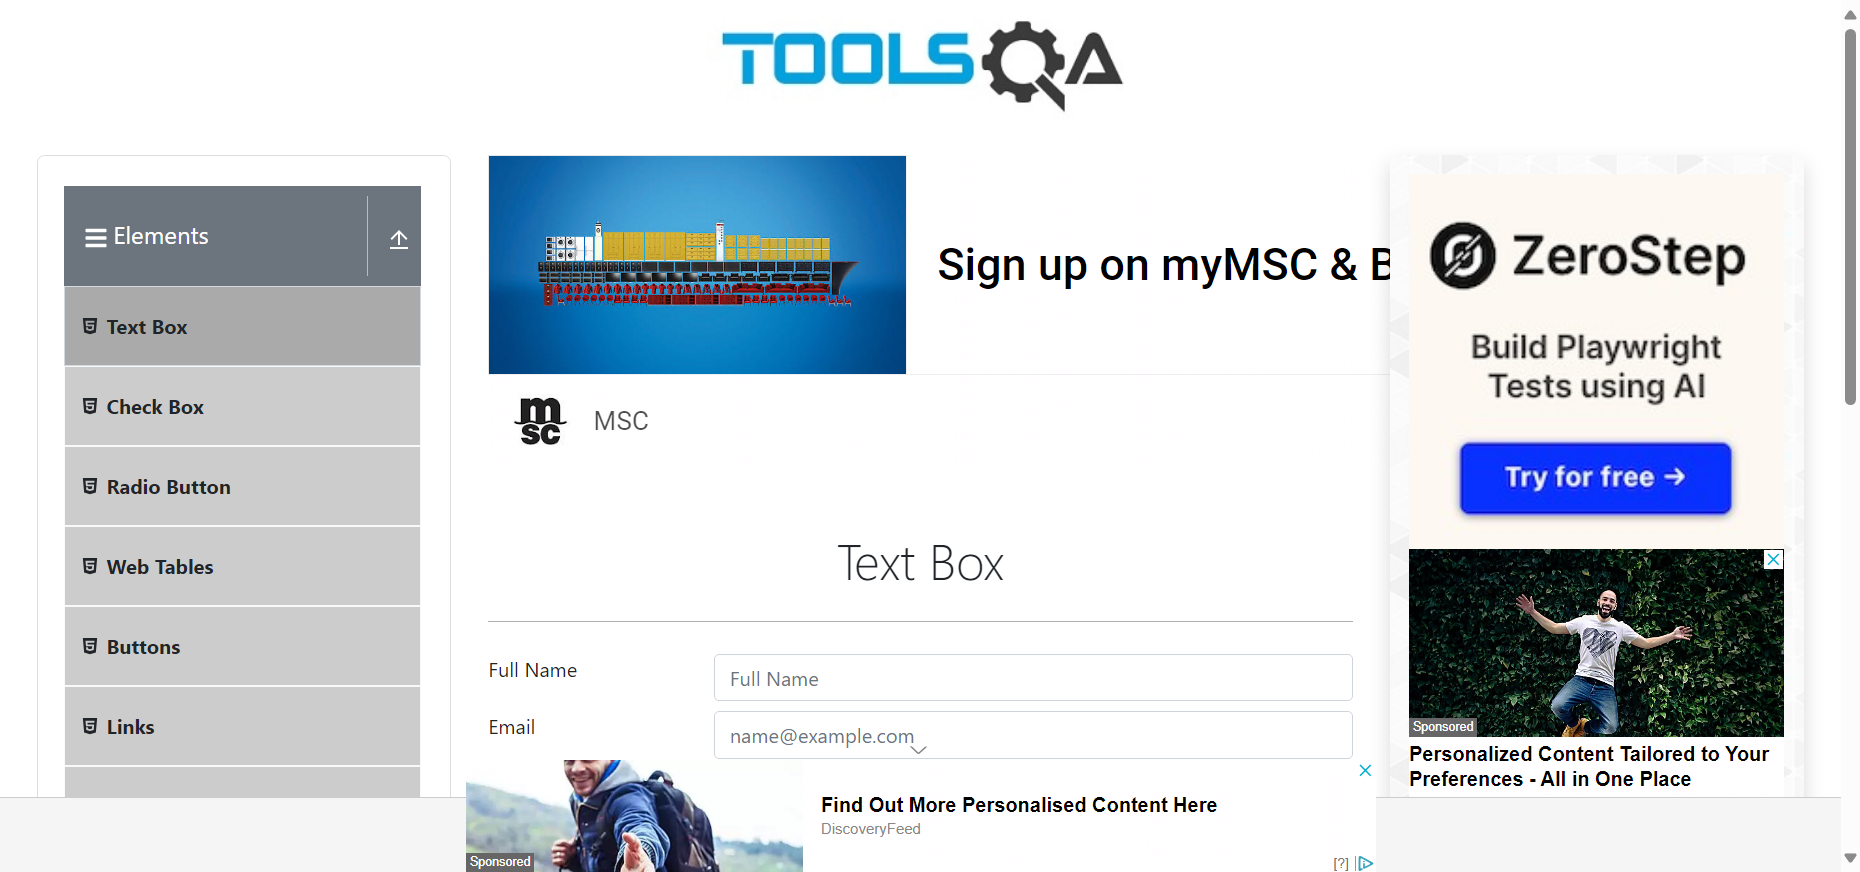 TOOLSQA
Elements
Text Box
Check Box
Radio Button
Web Tables
Buttons
Links
Sign up on myMSC & B
msc
MSC
Text Box
Full Name
Full Name
Email
name@example.com
Find Out More Personalised Content Here
DiscoveryFeed
Sponsored
[?]
ZeroStep
Build Playwright
Tests using AI
Try for free →
Sponsored
Personalized Content Tailored to Your
Preferences - All in One Place